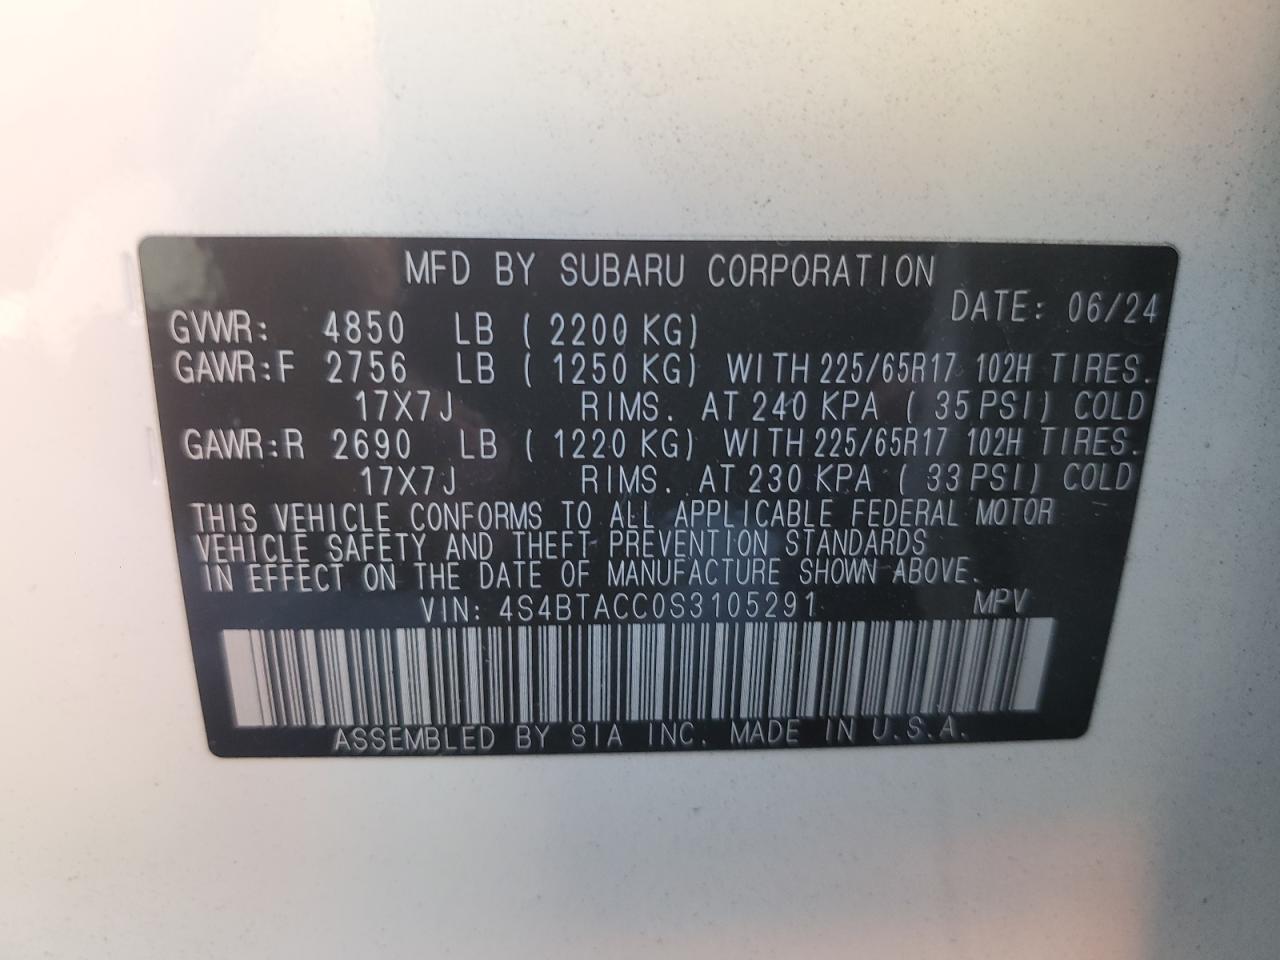 MFD BY SUBARU CORPORATION
DATE: 06/24
GVWR: 4850 LB ( 2200 KG)
GAWR:F 2756 LB ( 1250 KG) WITH 225/65R17 102H TIRES.
17X7J RIMS. AT 240 KPA ( 35 PSI) COLD
GAWR:R 2690 LB ( 1220 KG) WITH 225/65R17 102H TIRES.
17X7J RIMS. AT 230 KPA ( 33 PSI) COLD
THIS VEHICLE CONFORMS TO ALL APPLICABLE FEDERAL MOTOR
VEHICLE SAFETY AND THEFT PREVENTION STANDARDS
IN EFFECT ON THE DATE OF MANUFACTURE SHOWN ABOVE.
VIN: 4S4BTACC0S3105291 MPV
ASSEMBLED BY SIA INC. MADE IN U.S.A.